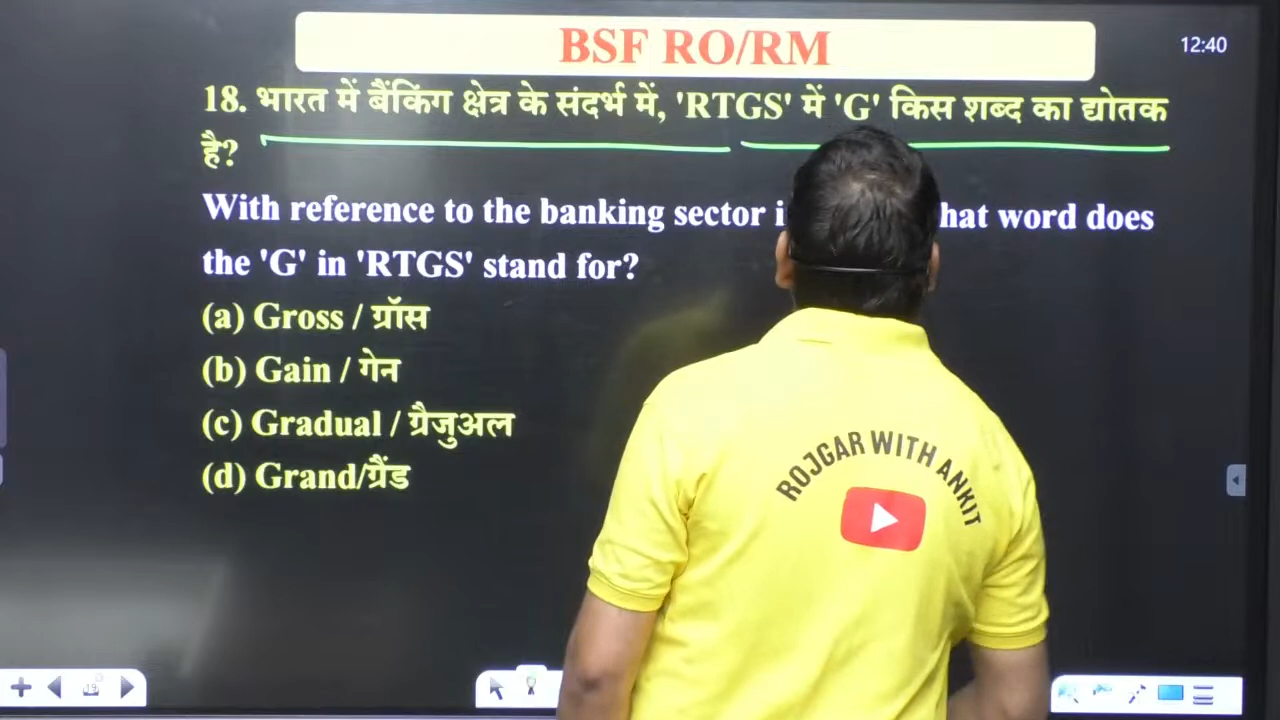 BSF RO/RM
12:40
18. भारत में बैंकिंग क्षेत्र के संदर्भ में, 'RTGS' में 'G' किस शब्द का द्योतक
है?
With reference to the banking sector i hat word does
the 'G' in 'RTGS' stand for?
(a) Gross / ग्रॉस
(b) Gain / गेन
(c) Gradual / ग्रैजुअल
(d) Grand/ग्रैंड
ROJGAR WITH ANKIT
19